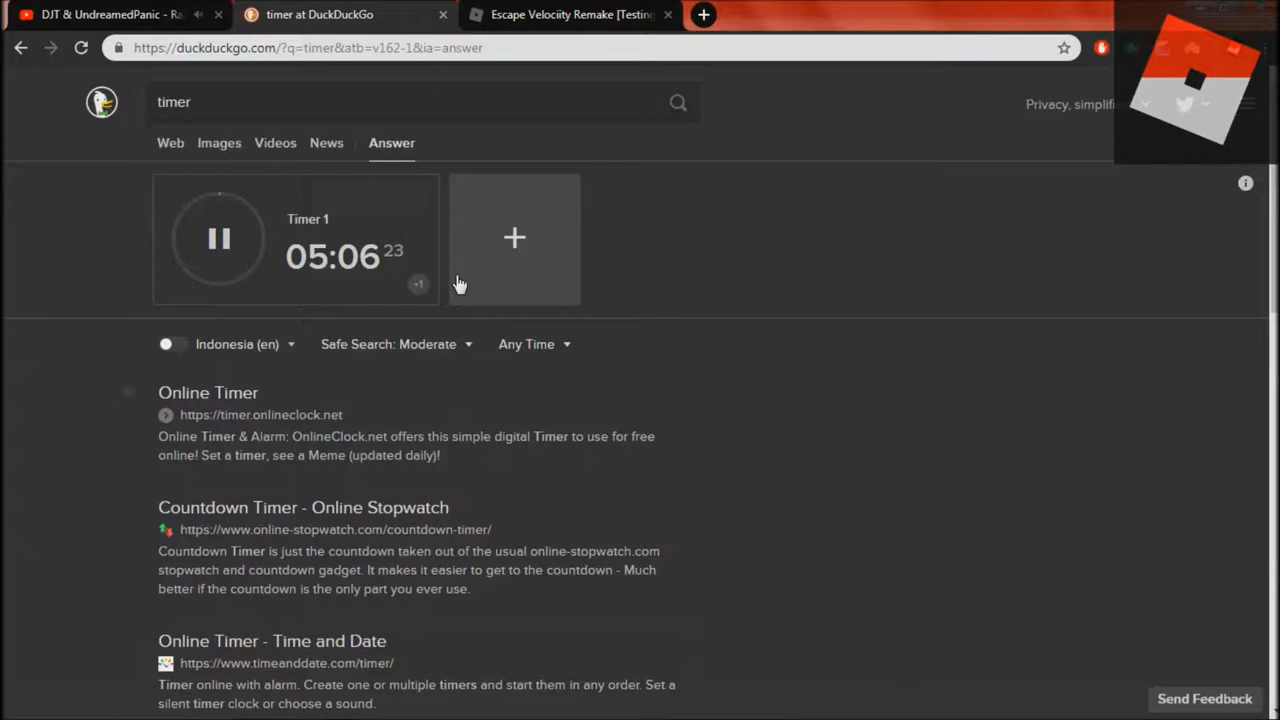 DJT & UndreamedPanic - Ra
timer at DuckDuckGo
Escape Velociity Remake [Testing
https://duckduckgo.com/?q=timer&atb=v162-1&ia=answer
timer
Privacy, simplifi
Web Images Videos News Answer
Timer 1
05:06 23
+1
+
Indonesia (en) Safe Search: Moderate Any Time
Online Timer
https://timer.onlineclock.net
Online Timer & Alarm: OnlineClock.net offers this simple digital Timer to use for free
online! Set a timer, see a Meme (updated daily)!
Countdown Timer - Online Stopwatch
https://www.online-stopwatch.com/countdown-timer/
Countdown Timer is just the countdown taken out of the usual online-stopwatch.com
stopwatch and countdown gadget. It makes it easier to get to the countdown - Much
better if the countdown is the only part you ever use.
Online Timer - Time and Date
https://www.timeanddate.com/timer/
Timer online with alarm. Create one or multiple timers and start them in any order. Set a
silent timer clock or choose a sound.
Send Feedback